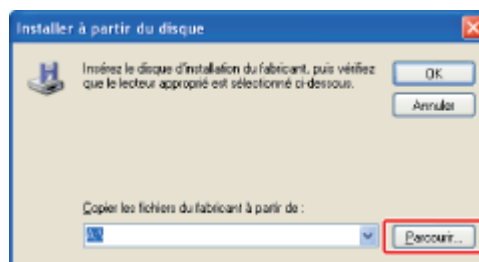 Installer à partir du disque
Insérez le disque d'installation du fabricant, puis vérifiez
que le lecteur approprié est sélectionné ci-dessous.
OK
Annuler
Copier les fichiers du fabricant à partir de :
A:\
Parcourir...